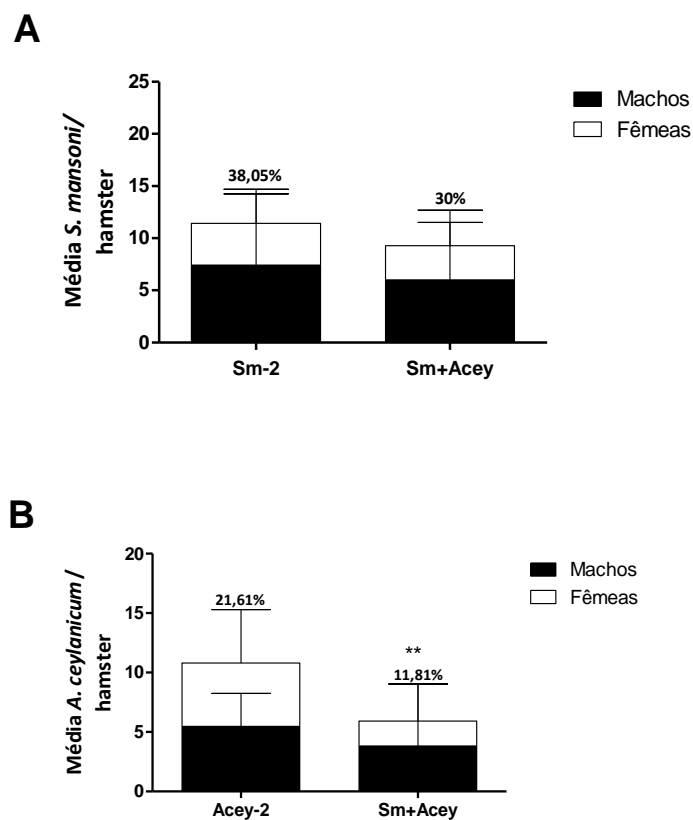 A
Média S. mansoni/
hamster
25
20
15
10
5
0
38,05%
30%
Sm-2
Sm+Acey
Machos
Fêmeas
B
Média A. ceylanicum/
hamster
20
15
10
5
0
21,61%
**
11,81%
Acey-2
Sm+Acey
Machos
Fêmeas